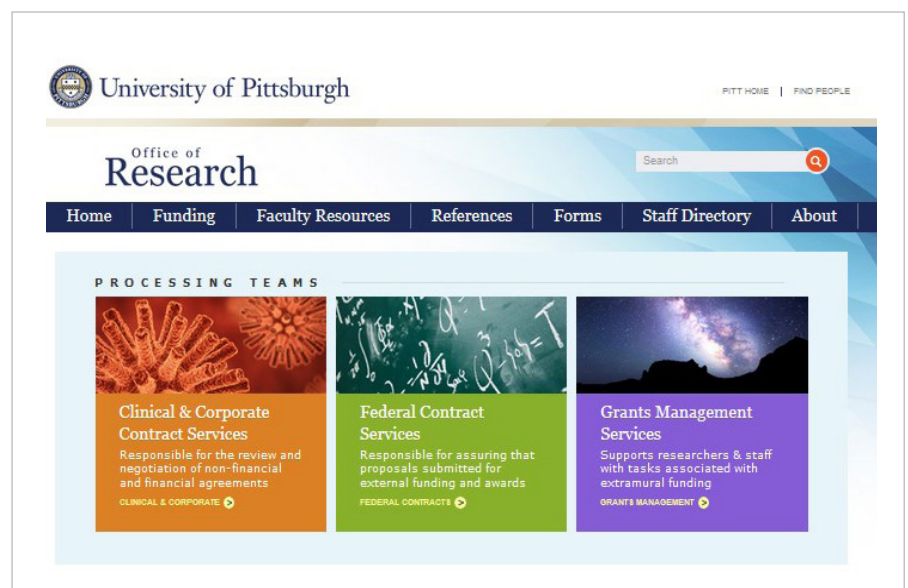 University of Pittsburgh
PITT HOME | FIND PEOPLE
Office of
Research
Search
Home Funding Faculty Resources References Forms Staff Directory About
PROCESSING TEAMS
Clinical & Corporate
Contract Services
Responsible for the review and
negotiation of non-financial
and financial agreements
CLINICAL & CORPORATE
Federal Contract
Services
Responsible for assuring that
proposals submitted for
external funding and awards
FEDERAL CONTRACTS
Grants Management
Services
Supports researchers & staff
with tasks associated with
extramural funding
GRANTS MANAGEMENT